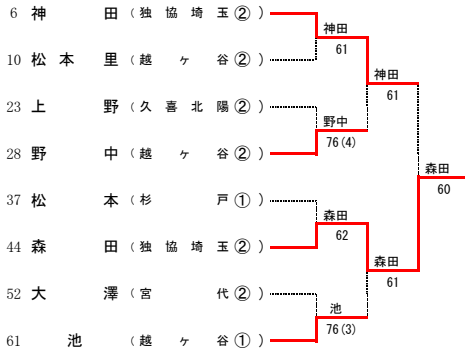 6 神田 (独協埼玉②)
神田
61
10 松本里 (越ヶ谷②)
神田
61
23 上野 (久喜北陽②)
野中
76(4)
28 野中 (越ヶ谷②)
森田
60
37 松本 (杉戸①)
森田
62
44 森田 (独協埼玉②)
森田
61
52 大澤 (宮代②)
池
76(3)
61 池 (越ヶ谷①)